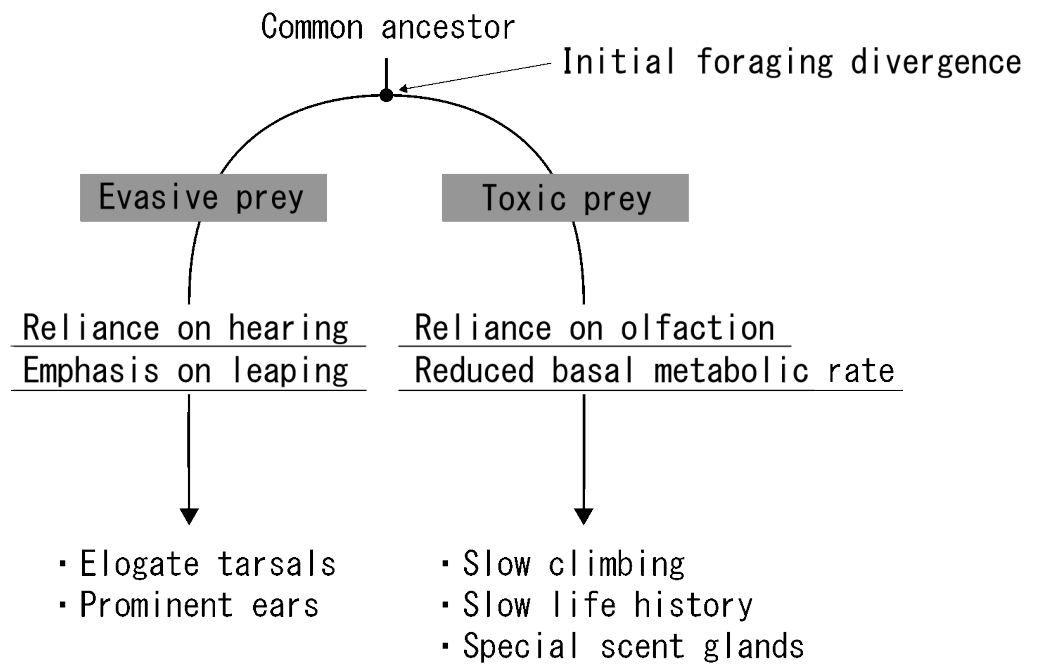 Common ancestor
Initial foraging divergence
Evasive prey
Toxic prey
Reliance on hearing
Emphasis on leaping
Reliance on olfaction
Reduced basal metabolic rate
・Elogate tarsals
・Prominent ears
・Slow climbing
・Slow life history
・Special scent glands